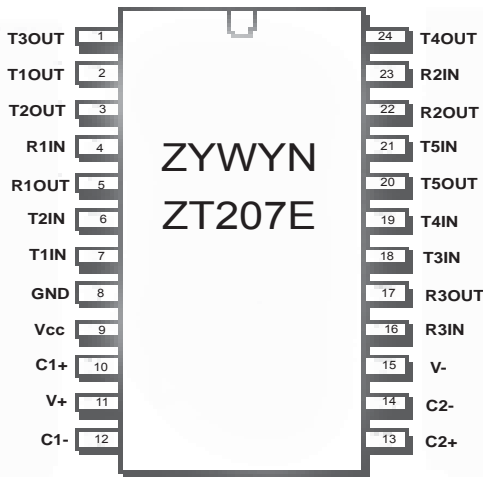 T3OUT 1 24 T4OUT
T1OUT 2 23 R2IN
T2OUT 3 22 R2OUT
R1IN 4 21 T5IN
R1OUT 5 20 T5OUT
T2IN 6 19 T4IN
T1IN 7 18 T3IN
GND 8 17 R3OUT
Vcc 9 16 R3IN
C1+ 10 15 V-
V+ 11 14 C2-
C1- 12 13 C2+
ZYWYN
ZT207E